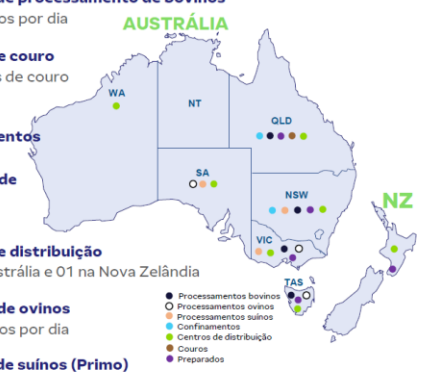 de processamento de bovinos
os por dia
AUSTRÁLIA
e couro
s de couro
WA
NT
QLD
entos
de
SA
NSW
NZ
VIC
e distribuição
strália e 01 na Nova Zelândia
TAS
de ovinos
os por dia
Processamentos bovinos
Processamentos ovinos
Processamentos suínos
Confinamentos
Centros de distribuição
Couros
Preparados
de suínos (Primo)